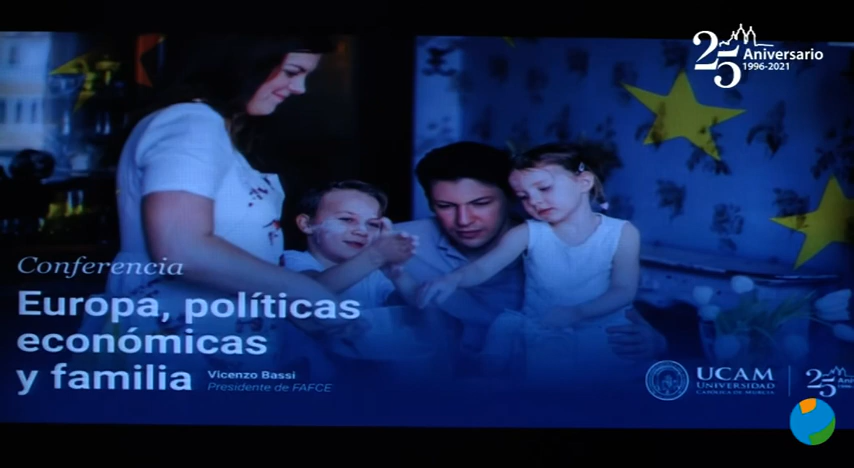 25 Aniversario
1996-2021
Conferencia
Europa, políticas
económicas
y familia
Vicenzo Bassi
Presidente de FAFCE
UCAM
UNIVERSIDAD
CATÓLICA DE MURCIA
25